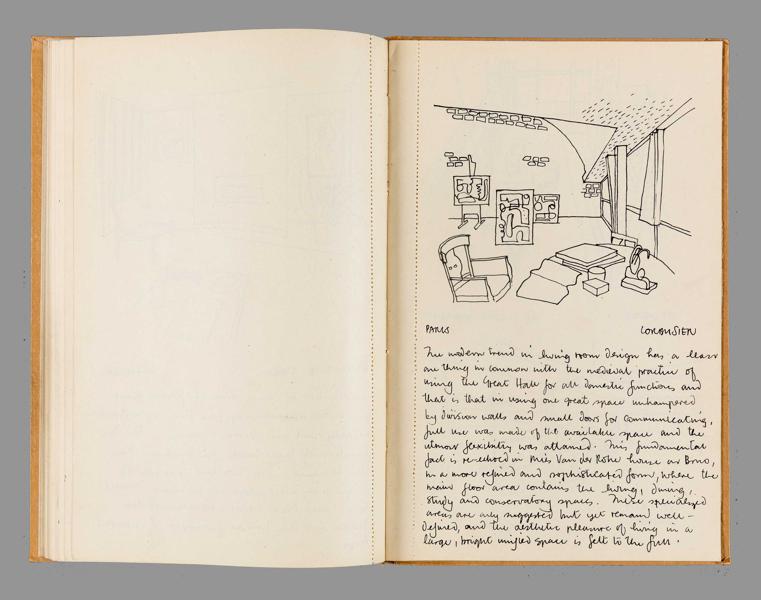 PARIS
CORBUSIER
The modern trend in living room design has a least
one thing in common with the medieval practice of
using the Great Hall for all domestic functions and
that is that in using one great space unhampered
by division walls and small doors for communicating,
full use was made of the available space and the
utmost flexibility was attained. This fundamental
fact is re-echoed in Mies Van der Rohe house at Brno,
in a more refined and sophisticated form, where the
main floor area contains the living, dining,
study and conservatory spaces. These specialized
areas are only suggested but yet remain well-
defined, and the aesthetic pleasure of living in a
large, bright unified space is felt to the full.